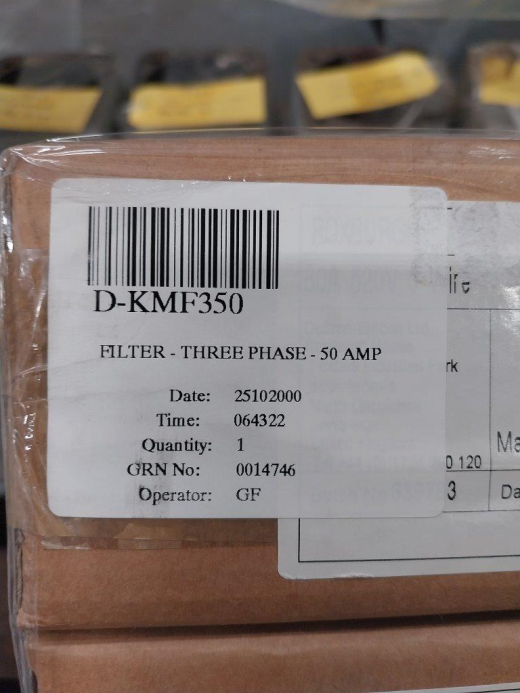 D-KMF350
FILTER - THREE PHASE - 50 AMP
Date: 25102000
Time: 064322
Quantity: 1
GRN No: 0014746
Operator: GF
rk
Ma
0 120
3
Da